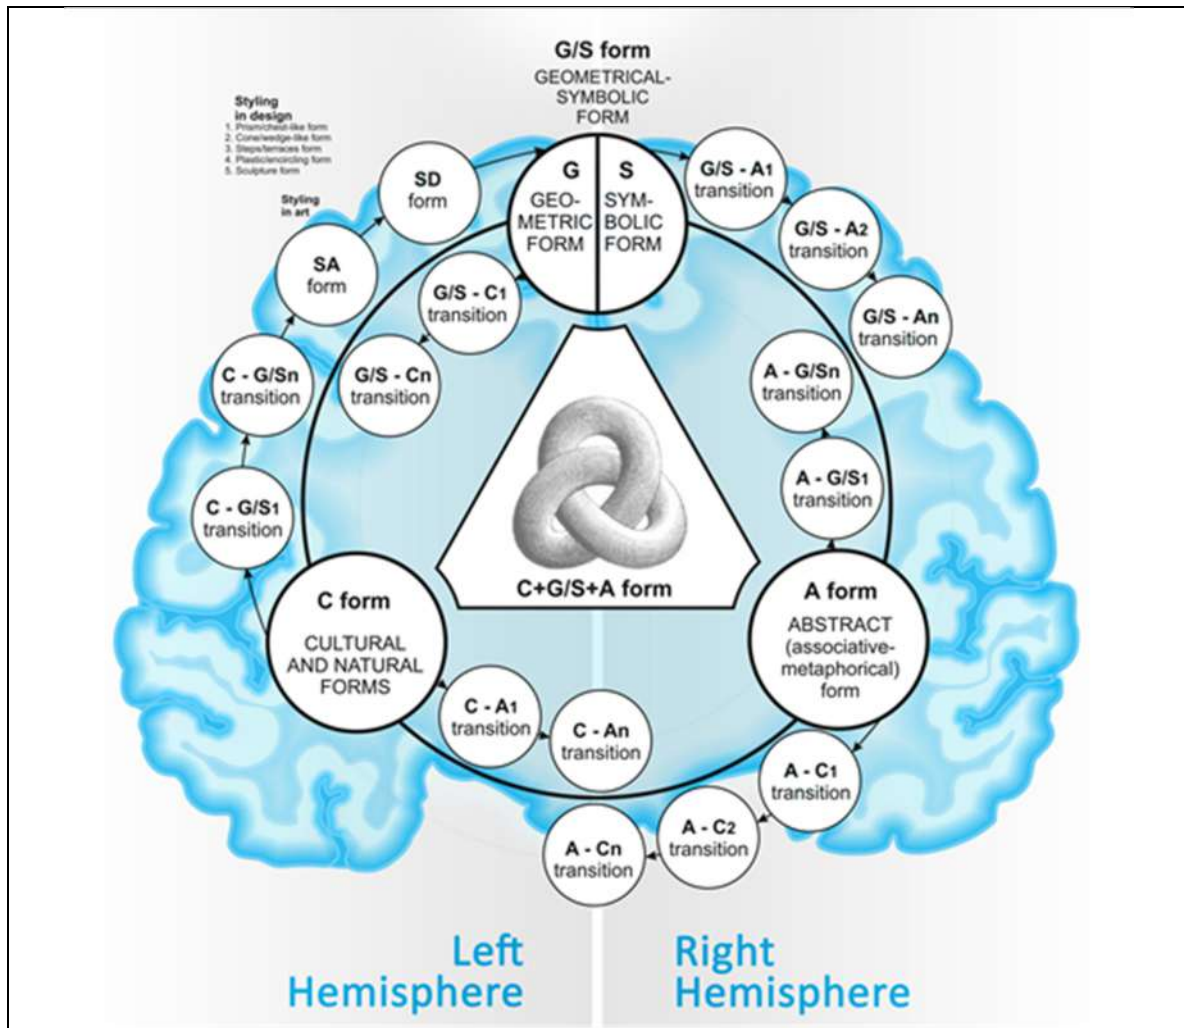 G/S form
GEOMETRICAL-
SYMBOLIC
FORM
Styling
in design
1. Prism/chest-like form
2. Cone/wedge-like form
3. Steps/terraces form
4. Plastic/encircling form
5. Sculpture form
Styling
in art
SD
form
SA
form
G
GEO-
METRIC
FORM
S
SYM-
BOLIC
FORM
G/S - A1
transition
G/S - A2
transition
G/S - An
transition
G/S - C1
transition
G/S - Cn
transition
C - G/Sn
transition
C - G/S1
transition
A - G/Sn
transition
A - G/S1
transition
C+G/S+A form
C form
CULTURAL
AND NATURAL
FORMS
A form
ABSTRACT
(associative-
metaphorical)
form
C - A1
transition
C - An
transition
A - C1
transition
A - C2
transition
A - Cn
transition
Left
Hemisphere
Right
Hemisphere